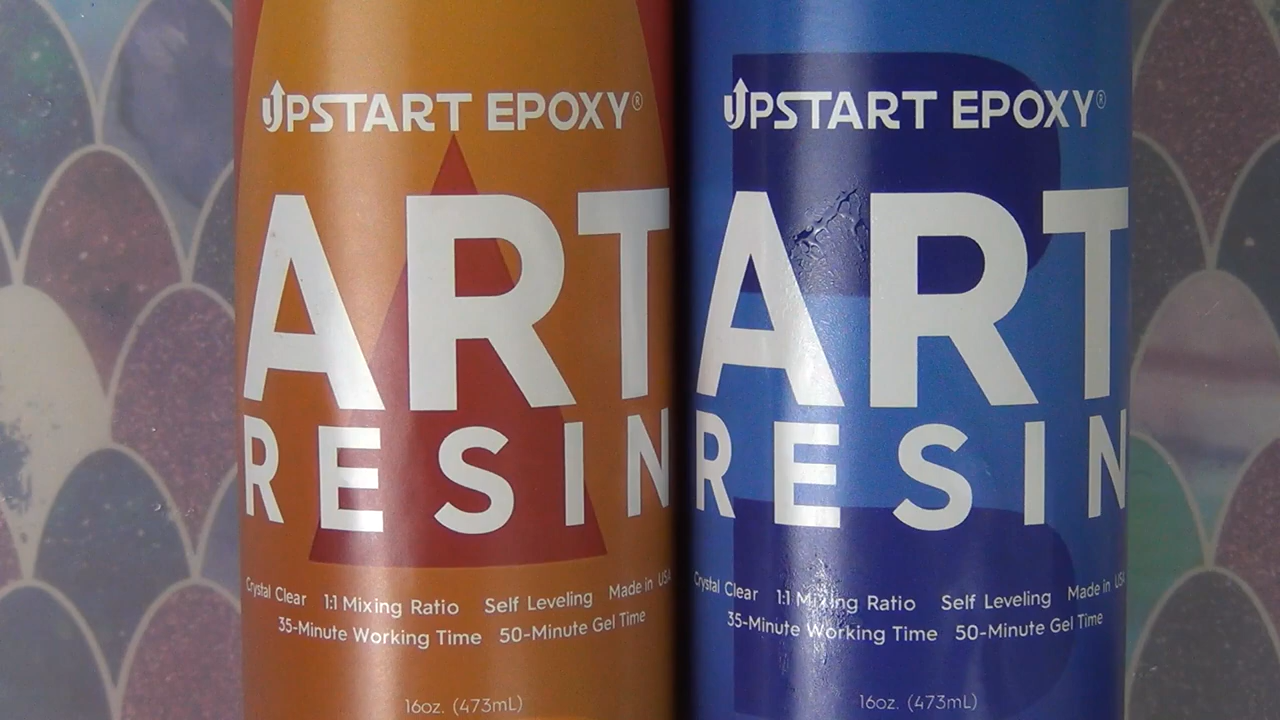 UPSTART EPOXY®
ART
RESIN
Crystal Clear 1:1 Mixing Ratio Self Leveling Made in USA
35-Minute Working Time 50-Minute Gel Time
16oz. (473mL)
UPSTART EPOXY®
ART
RESIN
Crystal Clear 1:1 Mixing Ratio Self Leveling Made in USA
35-Minute Working Time 50-Minute Gel Time
16oz. (473mL)